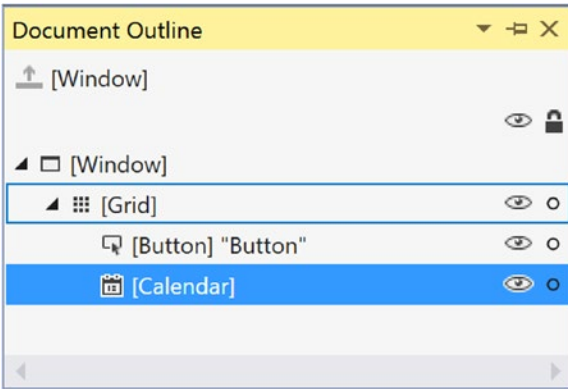 Document Outline
[Window]
[Window]
[Grid]
[Button] "Button"
[Calendar]